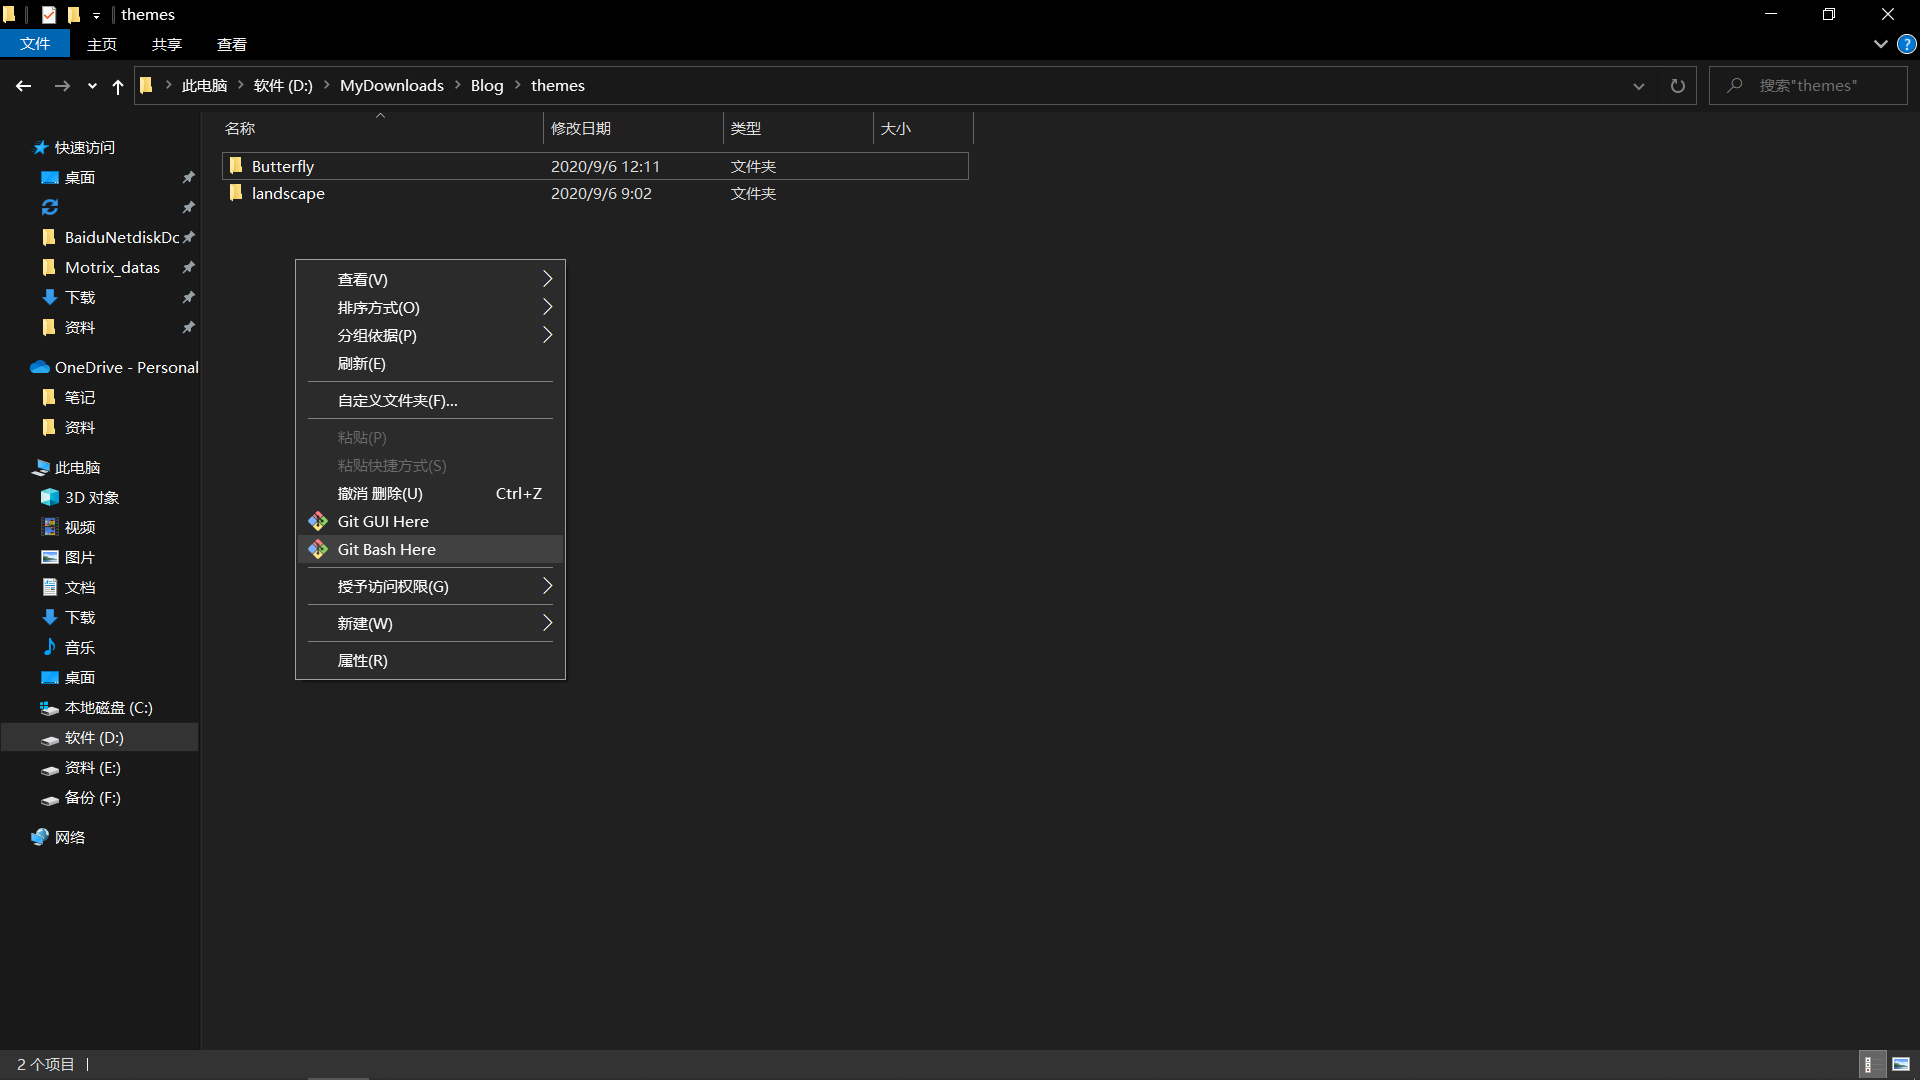 themes
文件 主页 共享 查看
此电脑 软件 (D:) MyDownloads Blog themes 搜索"themes"
名称 修改日期 类型 大小
Butterfly 2020/9/6 12:11 文件夹
landscape 2020/9/6 9:02 文件夹
快速访问
桌面
BaiduNetdiskDc
Motrix_datas
下载
资料
OneDrive - Personal
笔记
资料
此电脑
3D 对象
视频
图片
文档
下载
音乐
桌面
本地磁盘 (C:)
软件 (D:)
资料 (E:)
备份 (F:)
网络
查看(V)
排序方式(O)
分组依据(P)
刷新(E)
自定义文件夹(F)...
粘贴(P)
粘贴快捷方式(S)
撤消 删除(U) Ctrl+Z
Git GUI Here
Git Bash Here
授予访问权限(G)
新建(W)
属性(R)
2 个项目